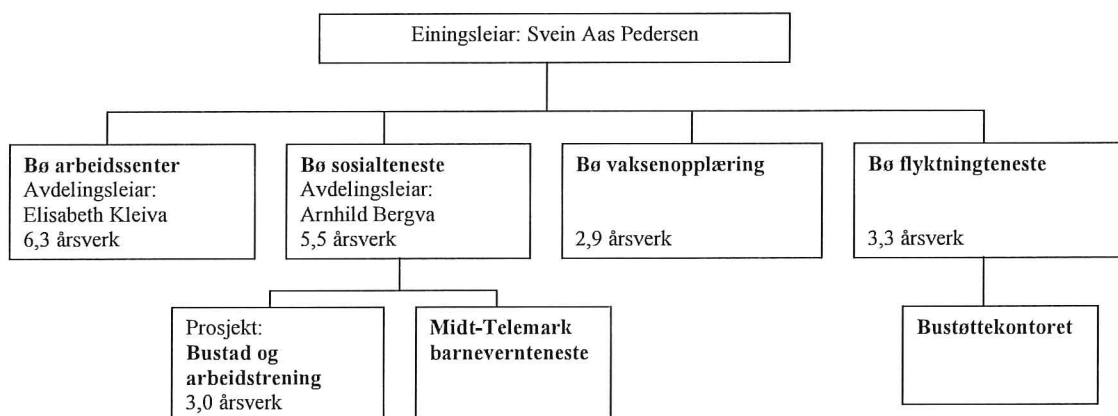 Einingsleiar: Svein Aas Pedersen
Bø arbeidssenter
Avdelingsleiar:
Elisabeth Kleiva
6,3 årsverk
Bø sosialteneste
Avdelingsleiar:
Arnhild Bergva
5,5 årsverk
Bø vaksenopplæring
2,9 årsverk
Bø flyktningteneste
3,3 årsverk
Prosjekt:
Bustad og
arbeidstrening
3,0 årsverk
Midt-Telemark
barnevernteneste
Bustøttekontoret